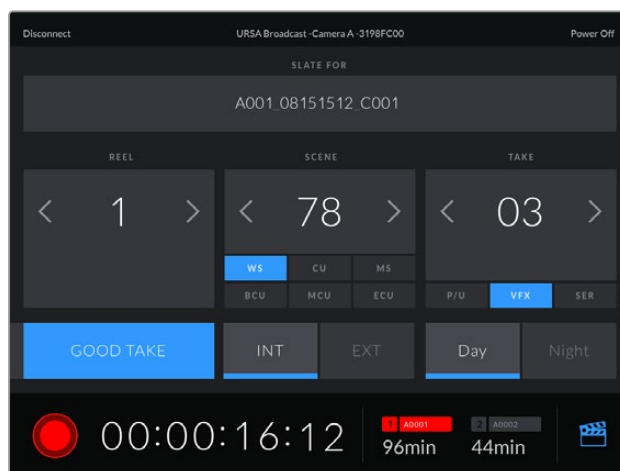 Disconnect URSA Broadcast -Camera A -3198FC00 Power Off
SLATE FOR
A001_08151512_C001
REEL SCENE TAKE
< 1 > < 78 > < 03 >
WS CU MS
BCU MCU ECU P/U VFX SER
GOOD TAKE INT EXT Day Night
1 A0001 2 A0002
00:00:16:12 96min 44min